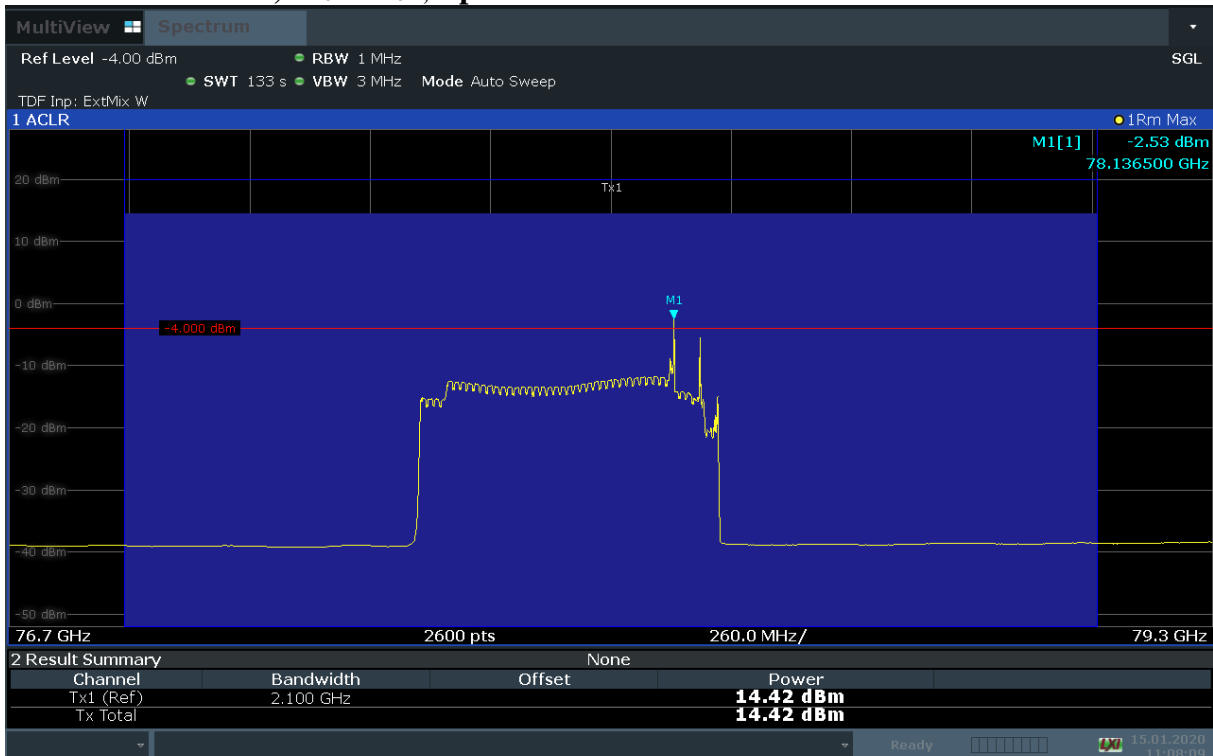 MultiView Spectrum
Ref Level -4.00 dBm RBW 1 MHz SGL
SWT 133 s VBW 3 MHz Mode Auto Sweep
TDF Inp: ExtMix W
1 ACLR 1Rm Max
M1[1] -2.53 dBm
78.136500 GHz
20 dBm
Tx1
10 dBm
0 dBm
M1
-4.000 dBm
-10 dBm
-20 dBm
-30 dBm
-40 dBm
-50 dBm
76.7 GHz 2600 pts 260.0 MHz/ 79.3 GHz
2 Result Summary None
Channel Bandwidth Offset Power
Tx1 (Ref) 2.100 GHz 14.42 dBm
Tx Total 14.42 dBm
Ready LXI 15.01.2020
11:08:09